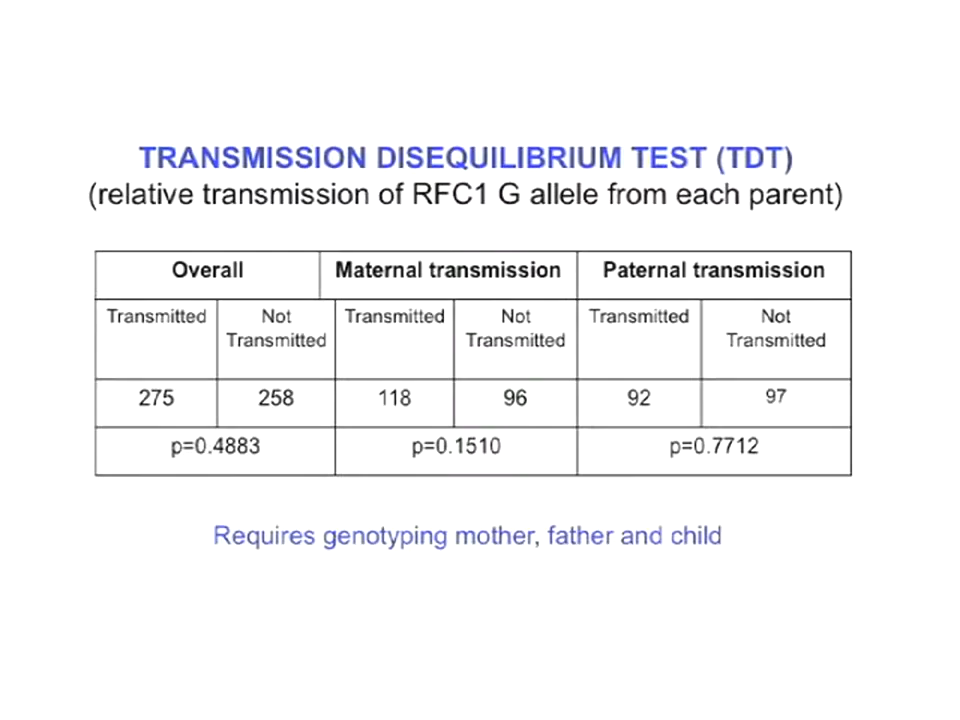 TRANSMISSION DISEQUILIBRIUM TEST (TDT)
(relative transmission of RFC1 G allele from each parent)
Overall Maternal transmission Paternal transmission
Transmitted Not Transmitted Transmitted Not Transmitted Transmitted Not Transmitted
275 258 118 96 92 97
p=0.4883 p=0.1510 p=0.7712
Requires genotyping mother, father and child